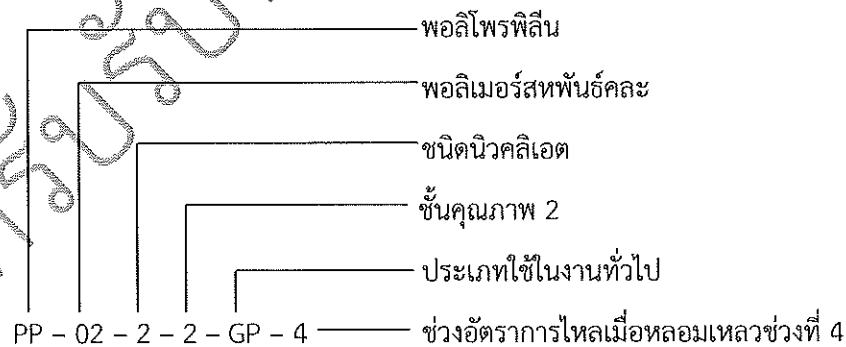 พอลิโพรพิลีน
พอลิเมอร์สหพันธ์คละ
ชนิดนิวคลิเอต
ชั้นคุณภาพ 2
ประเภทใช้ในงานทั่วไป
PP – 02 – 2 – 2 – GP – 4 ช่วงอัตราการไหลเมื่อหลอมเหลวช่วงที่ 4